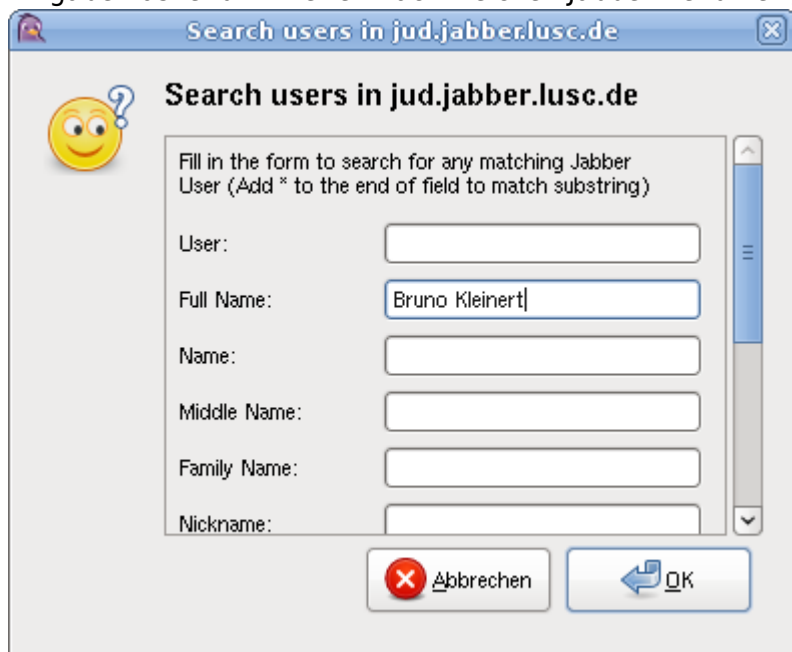 Search users in jud.jabber.lusc.de
Search users in jud.jabber.lusc.de
Fill in the form to search for any matching Jabber
User (Add * to the end of field to match substring)
User:
Full Name: Bruno Kleinert
Name:
Middle Name:
Family Name:
Nickname:
Abbrechen OK